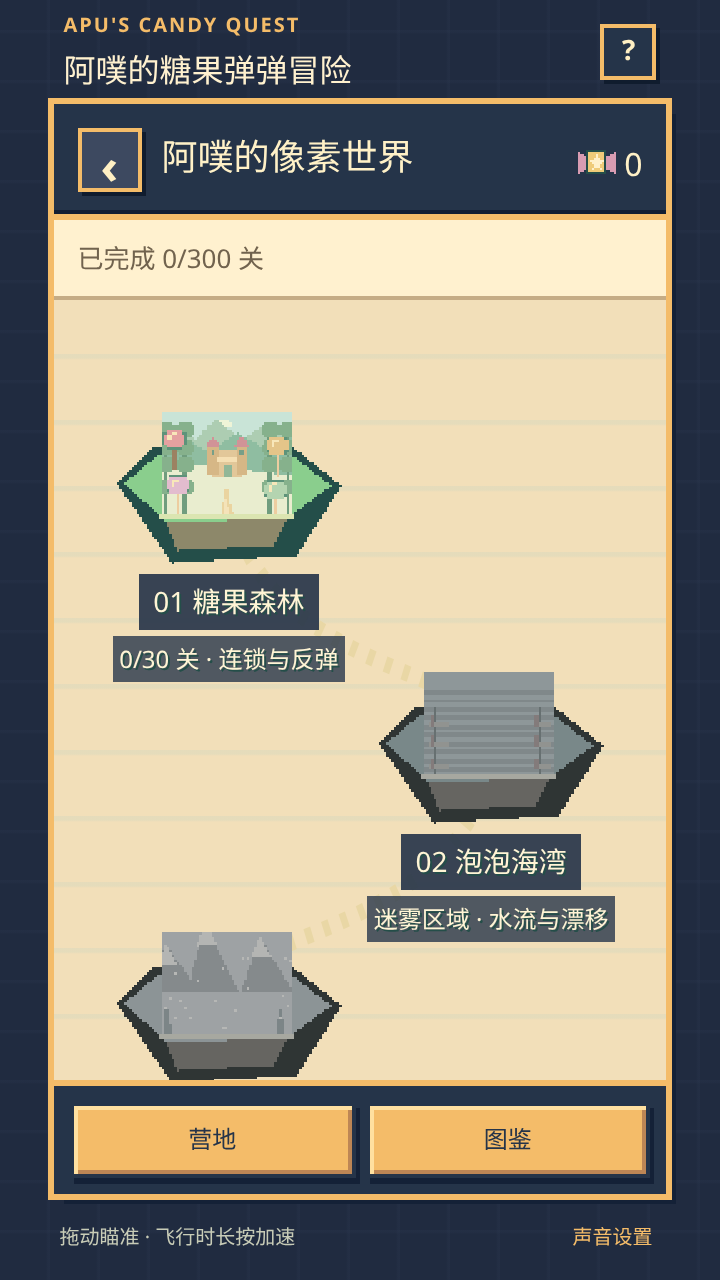 APU'S CANDY QUEST
阿噗的糖果弹弹冒险
?
‹ 阿噗的像素世界 0
已完成 0/300 关
01 糖果森林
0/30 关 · 连锁与反弹
02 泡泡海湾
迷雾区域 · 水流与漂移
营地 图鉴
拖动瞄准 · 飞行时长按加速 声音设置